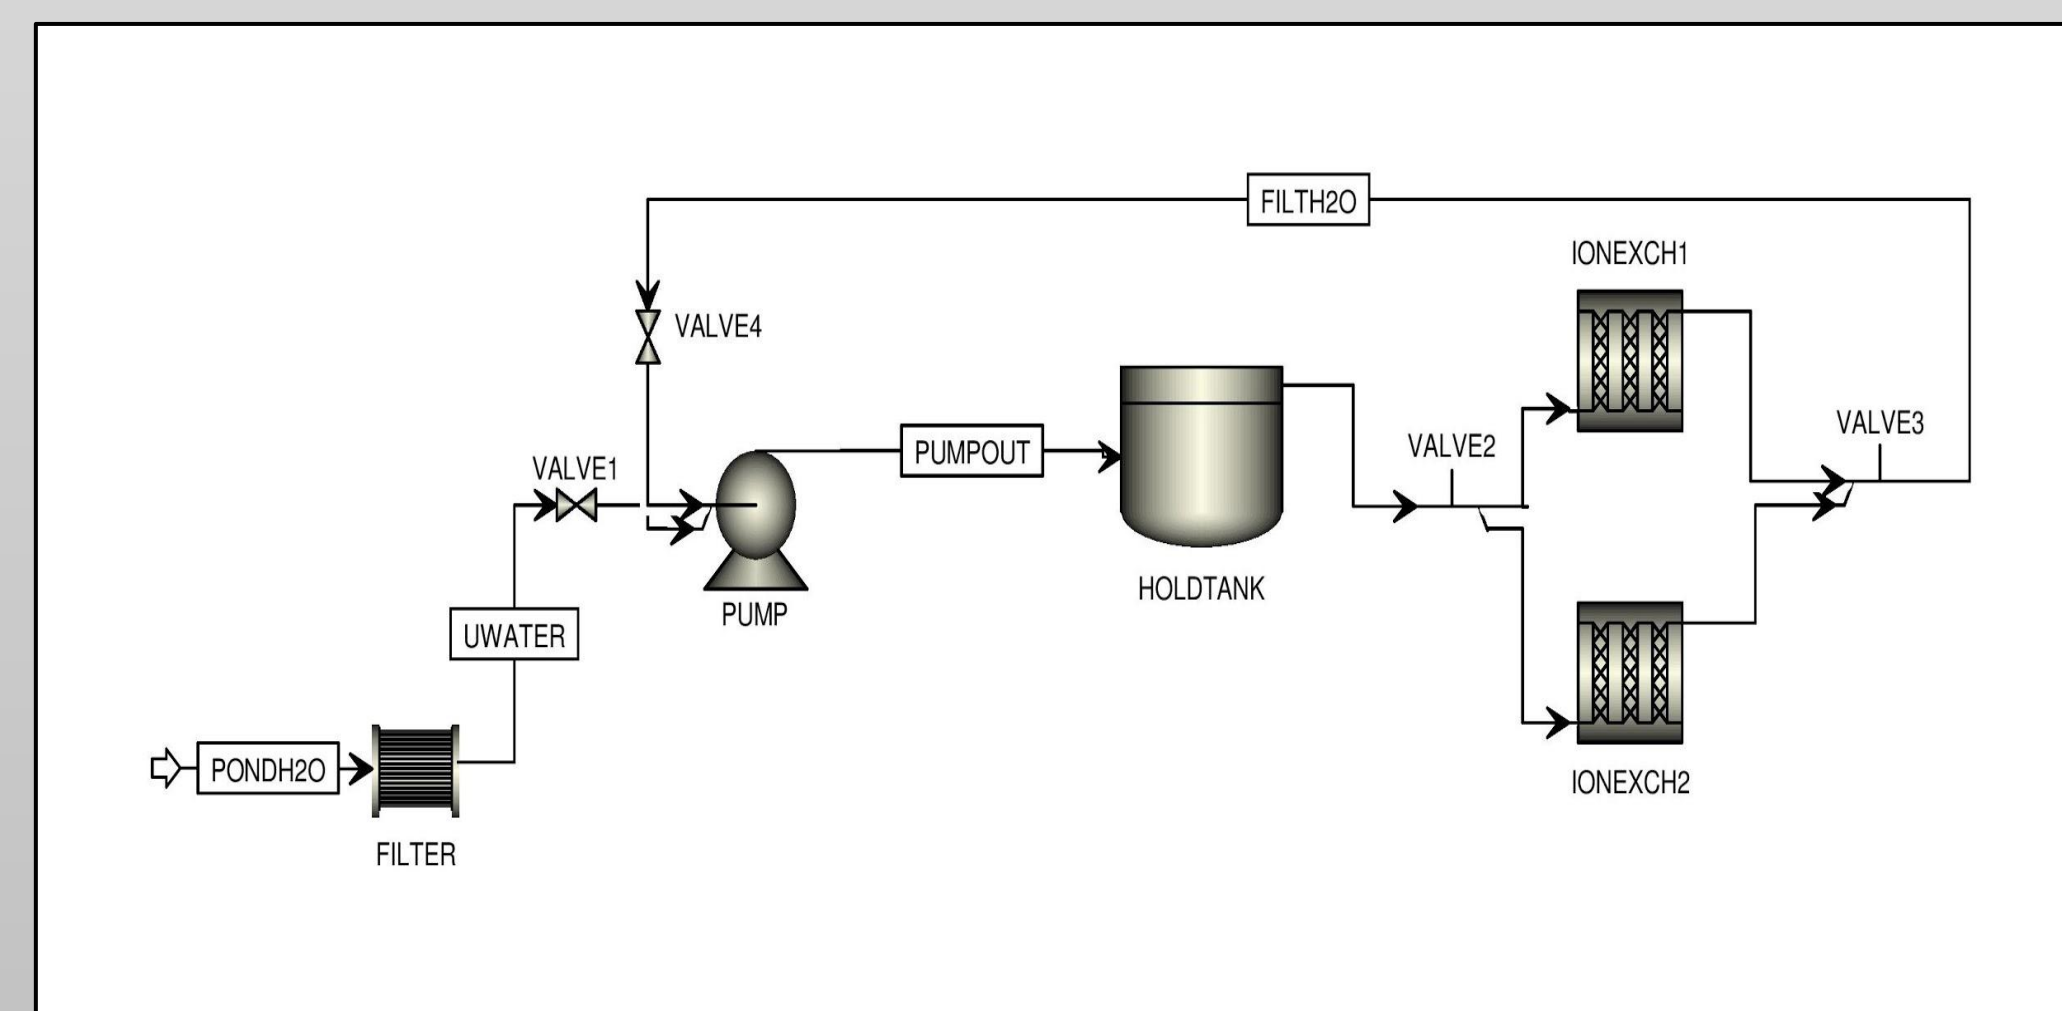 FILTH2O
IONEXCH1
VALVE4
VALVE3
VALVE2
PUMPOUT
VALVE1
HOLDTANK
PUMP
UWATER
PONDH2O
IONEXCH2
FILTER